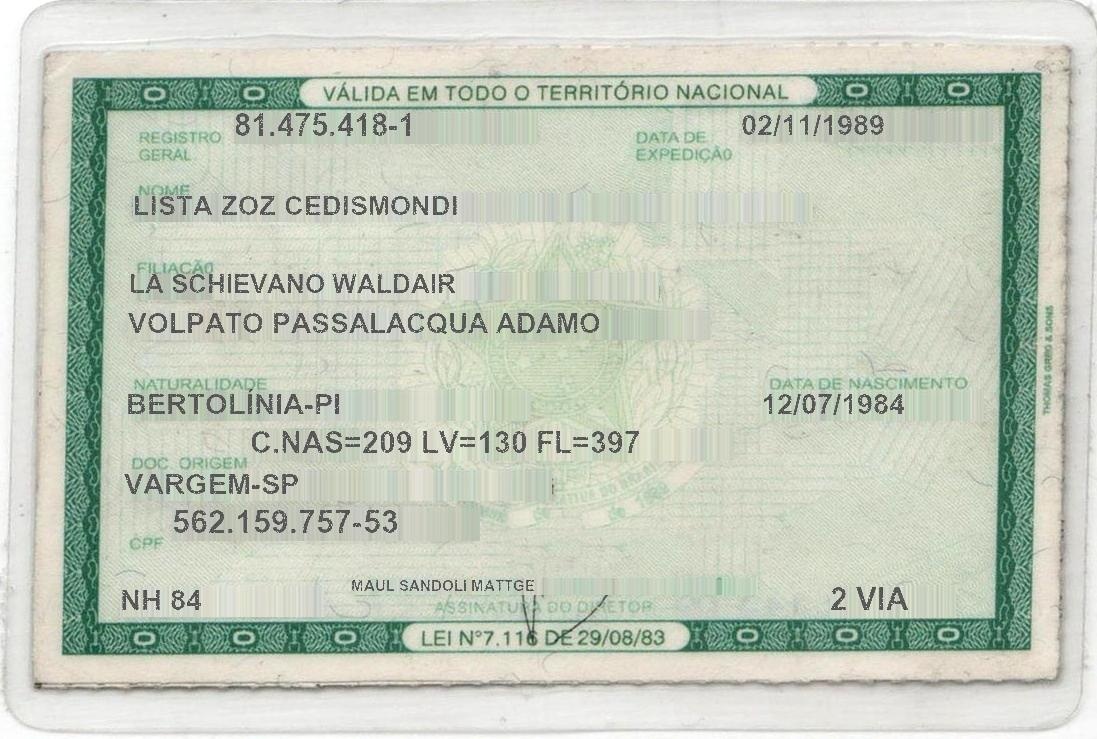 VÁLIDA EM TODO O TERRITÓRIO NACIONAL
REGISTRO GERAL 81.475.418-1 DATA DE EXPEDIÇÃO 02/11/1989
NOME
LISTA ZOZ CEDISMONDI
FILIAÇÃO
LA SCHIEVANO WALDAIR
VOLPATO PASSALACQUA ADAMO
NATURALIDADE DATA DE NASCIMENTO
BERTOLÍNIA-PI 12/07/1984
C.NAS=209 LV=130 FL=397
DOC ORIGEM
VARGEM-SP
562.159.757-53
CPF
MAUL SANDOLI MATTGE
NH 84 ASSINATURA DO DIRETOR 2 VIA
LEI N°7.116 DE 29/08/83
THOMAS GREG & SONS